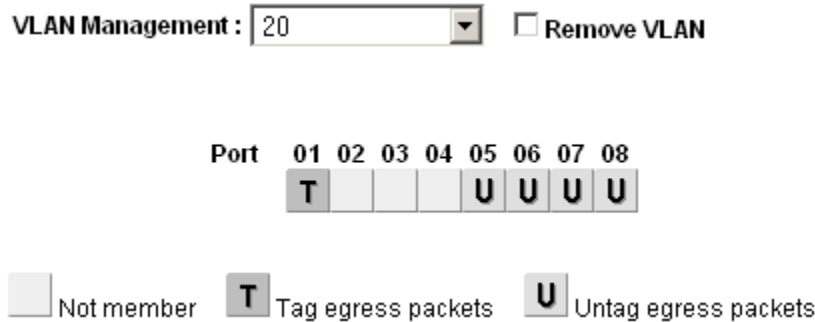 VLAN Management : 20 Remove VLAN
Port 01 02 03 04 05 06 07 08
T U U U U
Not member T Tag egress packets U Untag egress packets